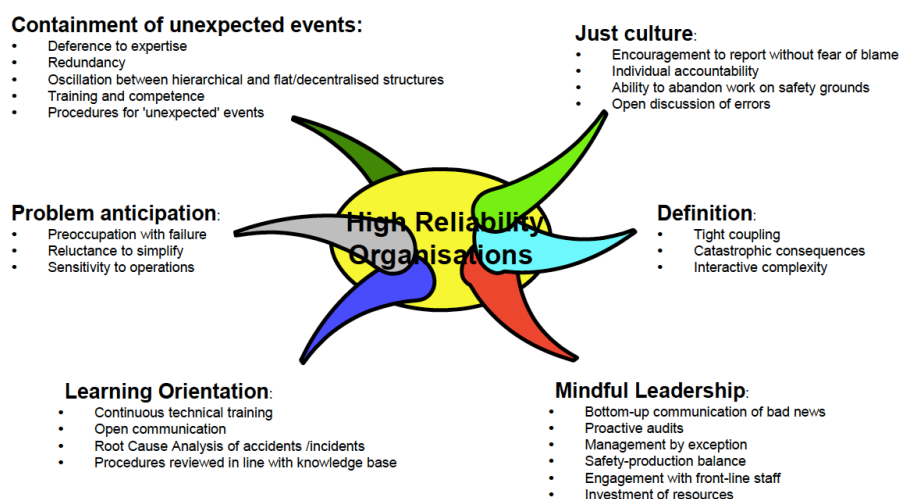 Containment of unexpected events:
• Deference to expertise
• Redundancy
• Oscillation between hierarchical and flat/decentralised structures
• Training and competence
• Procedures for 'unexpected' events
Just culture:
• Encouragement to report without fear of blame
• Individual accountability
• Ability to abandon work on safety grounds
• Open discussion of errors
High Reliability
Organisations
Problem anticipation:
• Preoccupation with failure
• Reluctance to simplify
• Sensitivity to operations
Definition:
• Tight coupling
• Catastrophic consequences
• Interactive complexity
Learning Orientation:
• Continuous technical training
• Open communication
• Root Cause Analysis of accidents /incidents
• Procedures reviewed in line with knowledge base
Mindful Leadership:
• Bottom-up communication of bad news
• Proactive audits
• Management by exception
• Safety-production balance
• Engagement with front-line staff
• Investment of resources